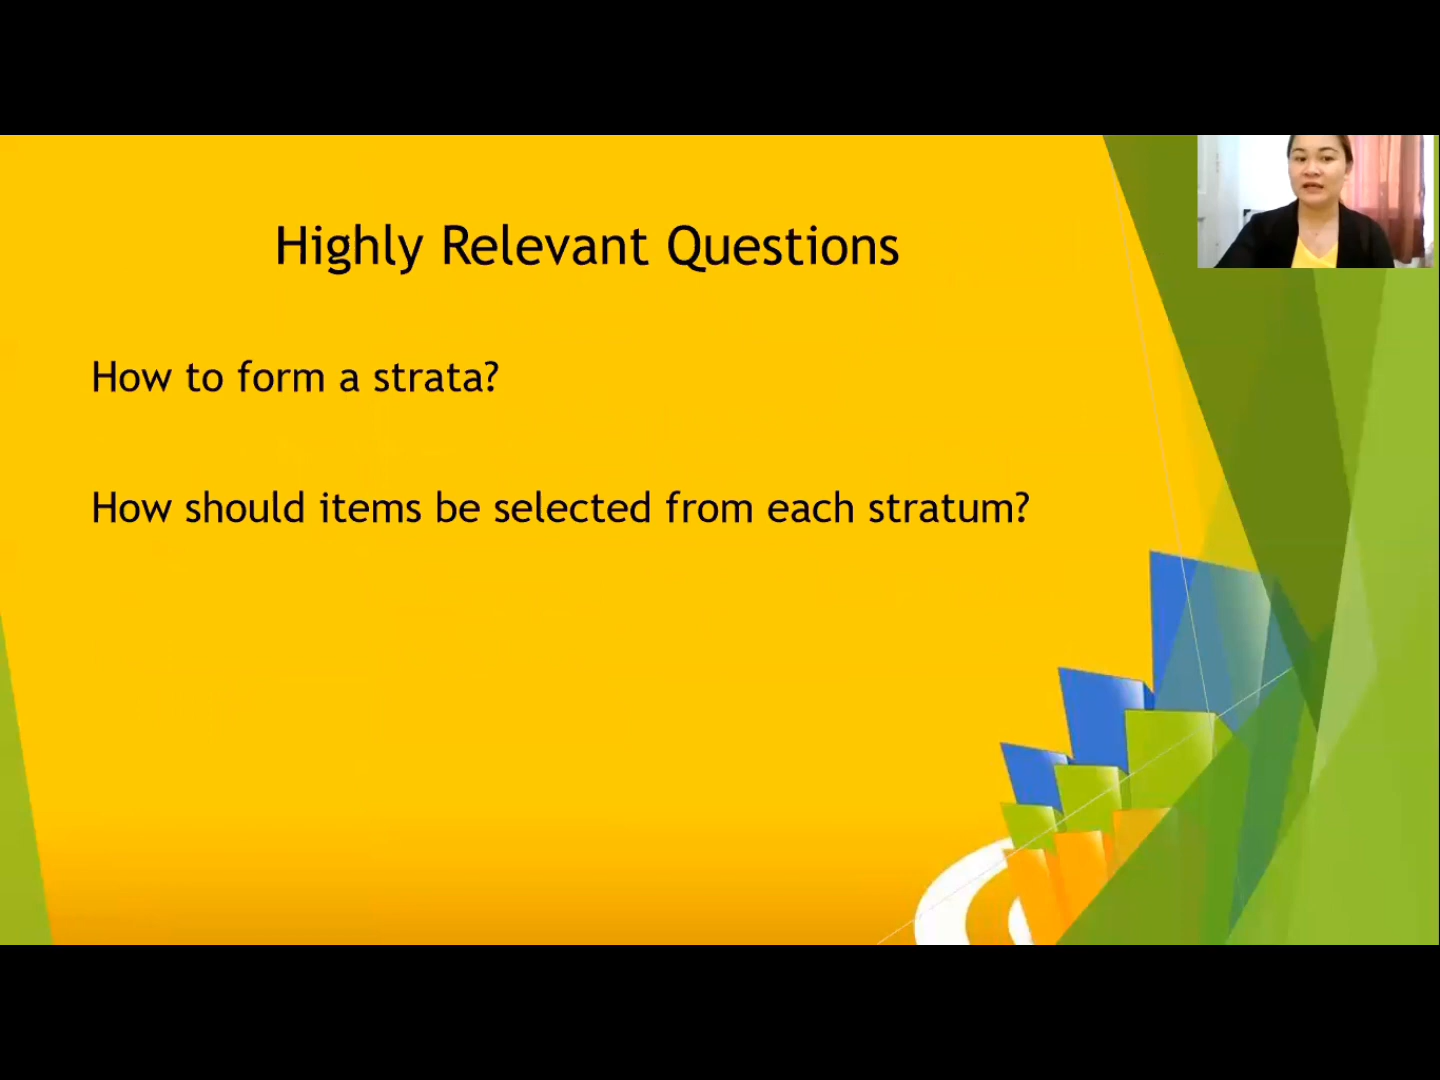 Highly Relevant Questions
How to form a strata?
How should items be selected from each stratum?